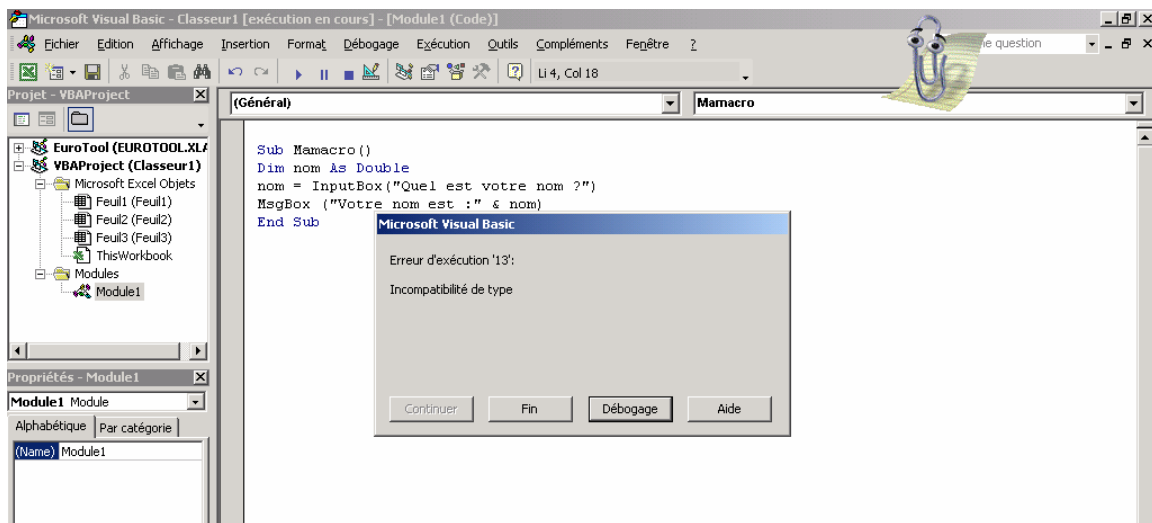 Microsoft Visual Basic - Classeur1 [exécution en cours] - [Module1 (Code)]
Fichier Edition Affichage Insertion Format Débogage Exécution Outils Compléments Fenêtre ?
ne question
Li 4, Col 18
Projet - VBAProject
EuroTool (EUROTOOL.XLA
VBAProject (Classeur1)
Microsoft Excel Objets
Feuil1 (Feuil1)
Feuil2 (Feuil2)
Feuil3 (Feuil3)
ThisWorkbook
Modules
Module1
Propriétés - Module1
Module1 Module
Alphabétique Par catégorie
(Name) Module1
(Général) Mamacro
Sub Mamacro()
Dim nom As Double
nom = InputBox("Quel est votre nom ?")
MsgBox ("Votre nom est :" & nom)
End Sub
Microsoft Visual Basic
Erreur d'exécution '13':
Incompatibilité de type
Continuer Fin Débogage Aide